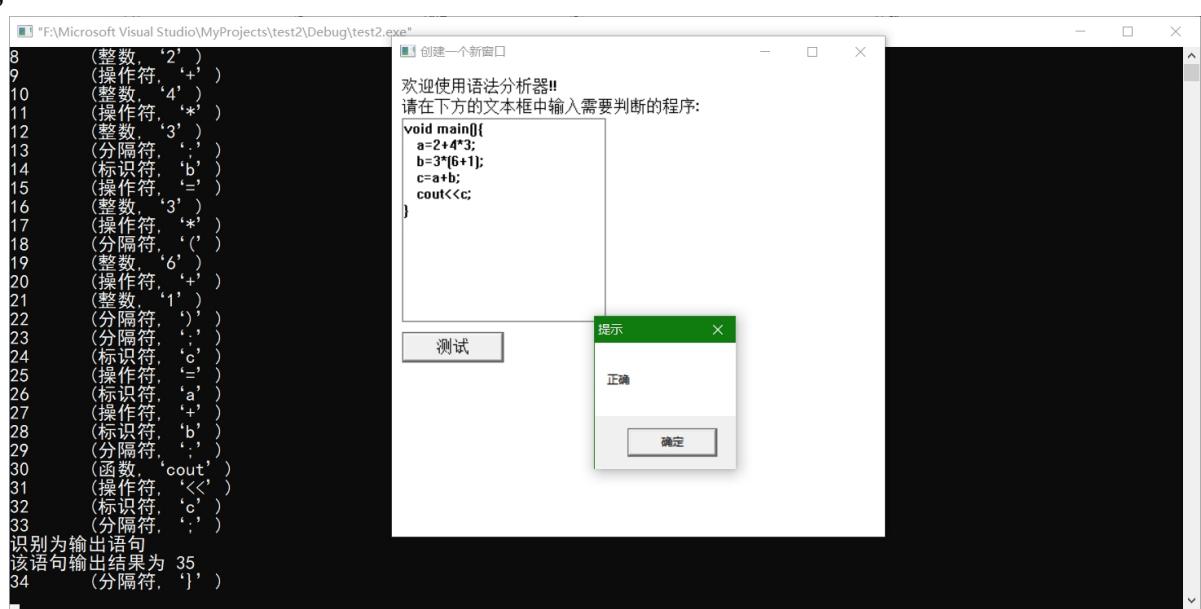 "F:\Microsoft Visual Studio\MyProjects\test2\Debug\test2.exe"
8 （整数，‘2’）
9 （操作符，‘+’）
10 （整数，‘4’）
11 （操作符，‘*’）
12 （整数，‘3’）
13 （分隔符，‘;’）
14 （标识符，‘b’）
15 （操作符，‘=’）
16 （整数，‘3’）
17 （操作符，‘*’）
18 （分隔符，‘(’）
19 （整数，‘6’）
20 （操作符，‘+’）
21 （整数，‘1’）
22 （分隔符，‘)’）
23 （分隔符，‘;’）
24 （标识符，‘c’）
25 （操作符，‘=’）
26 （标识符，‘a’）
27 （操作符，‘+’）
28 （标识符，‘b’）
29 （分隔符，‘;’）
30 （函数，‘cout’）
31 （操作符，‘<<’）
32 （标识符，‘c’）
33 （分隔符，‘;’）
识别为输出语句
该语句输出结果为 35
34 （分隔符，‘}’）
创建一个新窗口
欢迎使用语法分析器!!
请在下方的文本框中输入需要判断的程序:
void main(){
a=2+4*3;
b=3*(6+1);
c=a+b;
cout<<c;
}
测试
提示
正确
确定